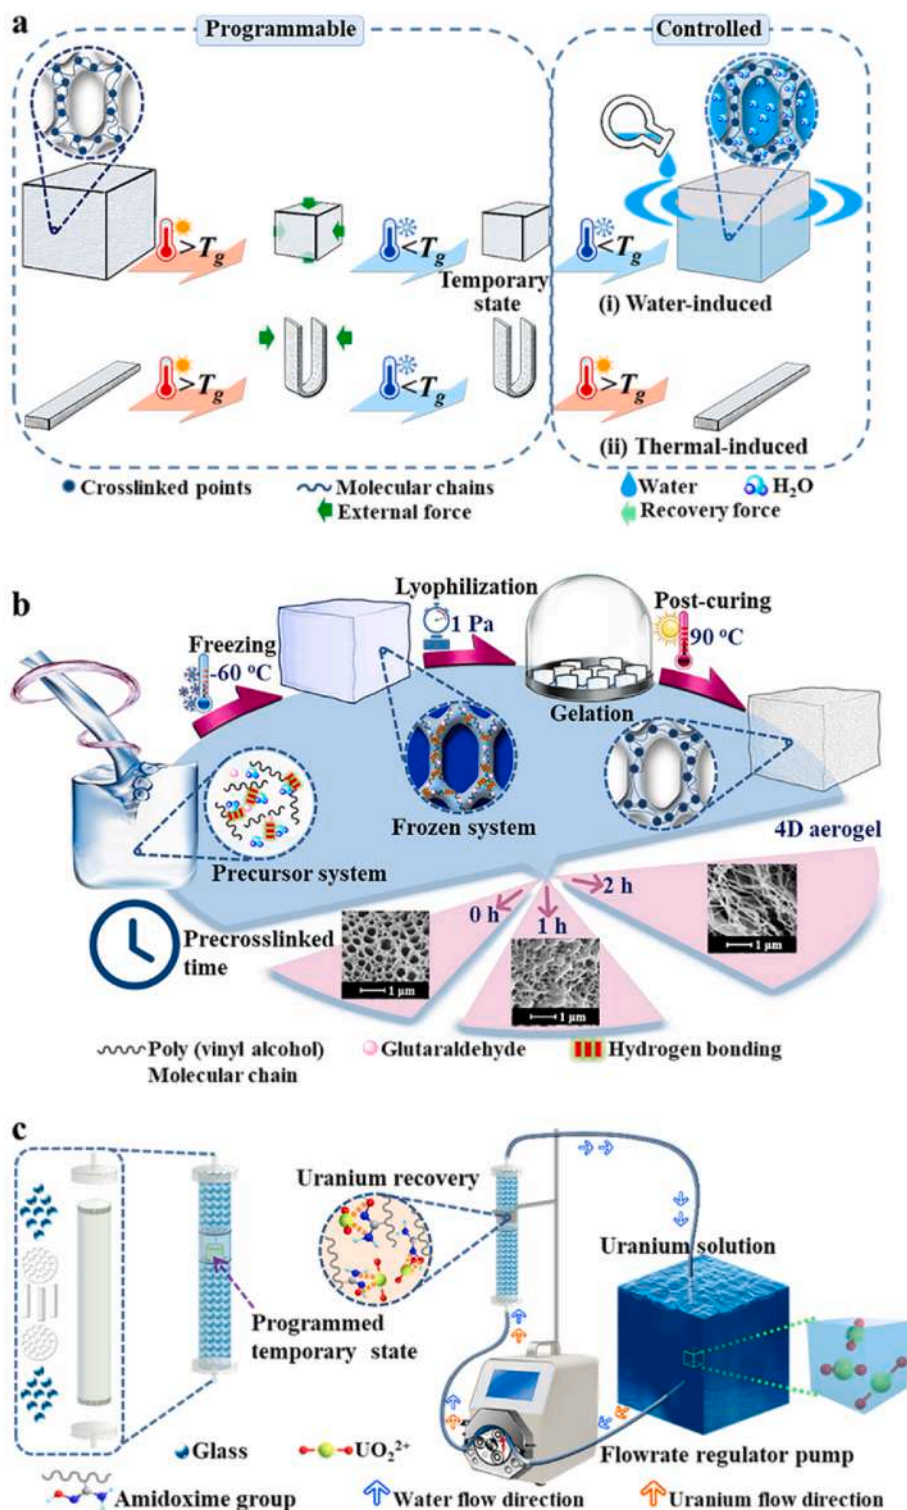 a
Programmable
Controlled
>Tg
<Tg
Temporary
state
<Tg
(i) Water-induced
>Tg
<Tg
>Tg
(ii) Thermal-induced
Crosslinked points
Molecular chains
Water
H2O
External force
Recovery force
b
Lyophilization
1 Pa
Post-curing
90 °C
Freezing
-60 °C
Gelation
Frozen system
Precursor system
4D aerogel
Precrosslinked
time
0 h
1 h
2 h
1 μm
1 μm
1 μm
Poly (vinyl alcohol)
Molecular chain
Glutaraldehyde
Hydrogen bonding
c
Uranium recovery
Uranium solution
Programmed
temporary state
Glass
UO2 2+
Flowrate regulator pump
Amidoxime group
Water flow direction
Uranium flow direction